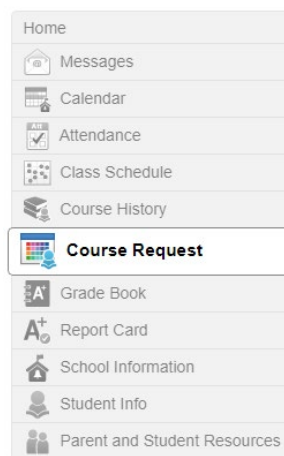 Home
Messages
Calendar
Attendance
Class Schedule
Course History
Course Request
Grade Book
Report Card
School Information
Student Info
Parent and Student Resources